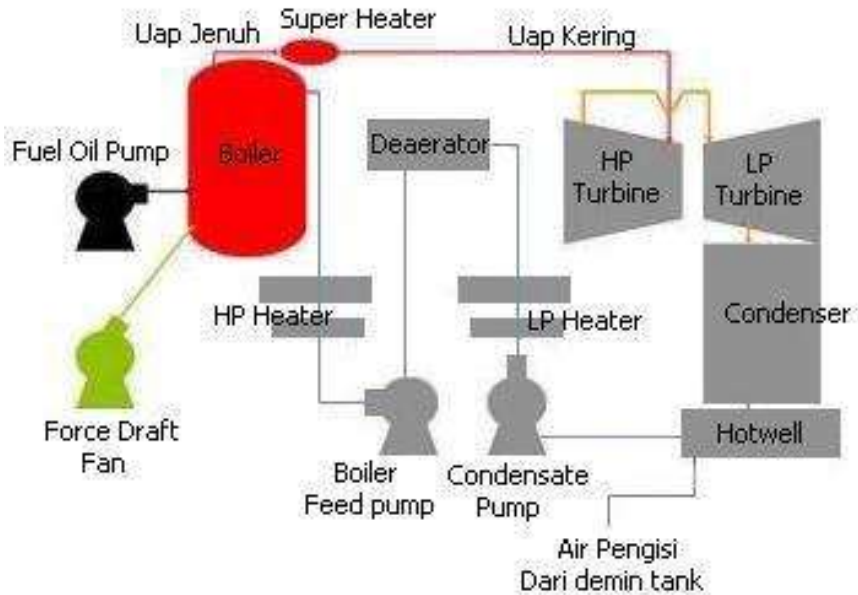 Super Heater
Uap Jenuh
Uap Kering
Fuel Oil Pump
Boiler
Deaerator
HP
Turbine
LP
Turbine
HP Heater
LP Heater
Condenser
Force Draft
Fan
Boiler
Feed pump
Condensate
Pump
Hotwell
Air Pengisi
Dari demin tank